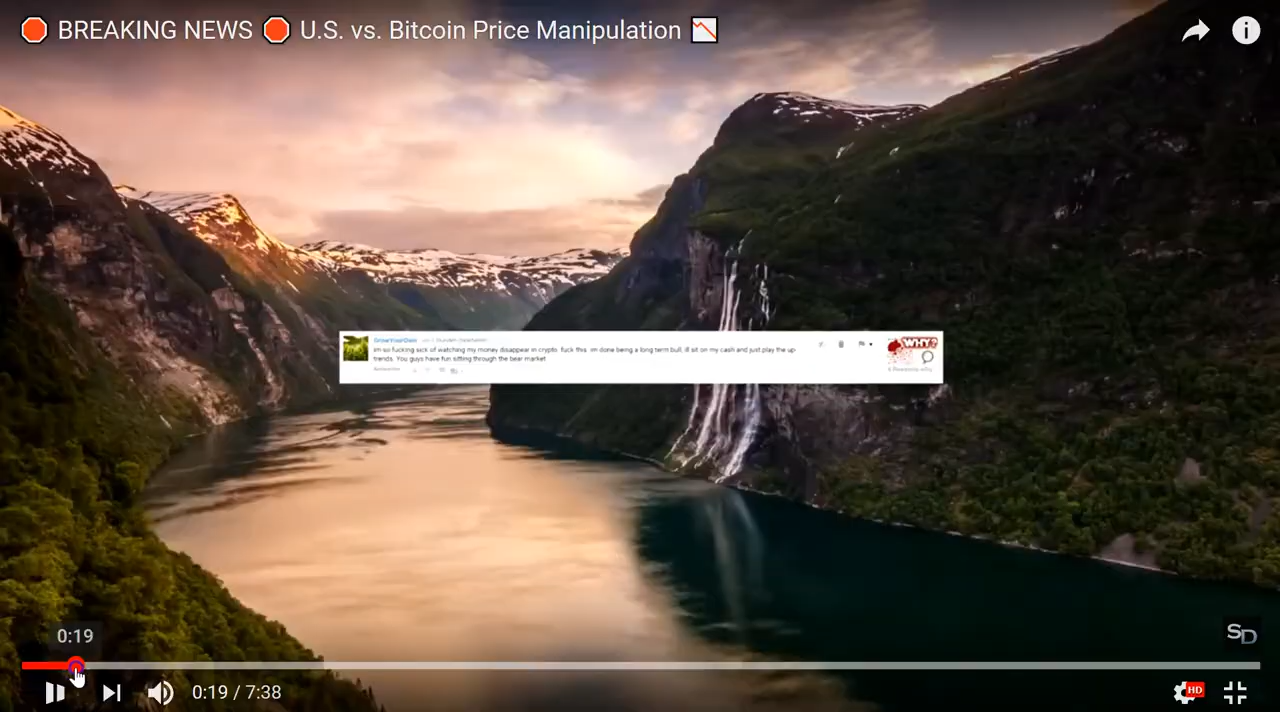 BREAKING NEWS U.S. vs. Bitcoin Price Manipulation
im so fucking sick of watching my money disappear in crypto. fuck this. im done being a long term bull, ill sit on my cash and just play the up
trends. You guys have fun sitting through the bear market
WHY?
Antworten
SD
0:19
0:19 / 7:38
HD